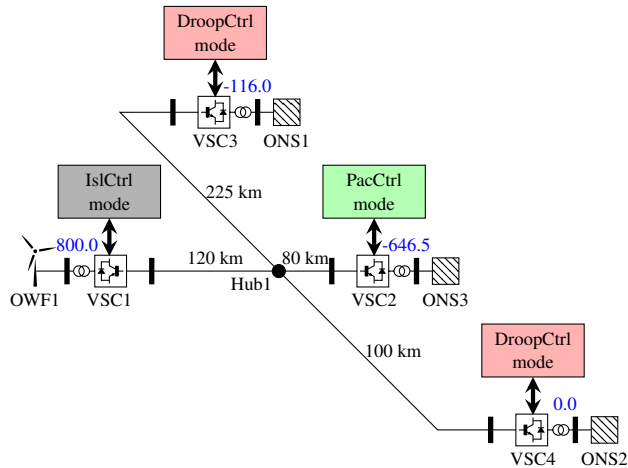 DroopCtrl
mode
-116.0
VSC3
ONS1
IslCtrl
mode
PacCtrl
mode
225 km
800.0
120 km
80 km
-646.5
OWF1
VSC1
Hub1
VSC2
ONS3
100 km
DroopCtrl
mode
0.0
VSC4
ONS2